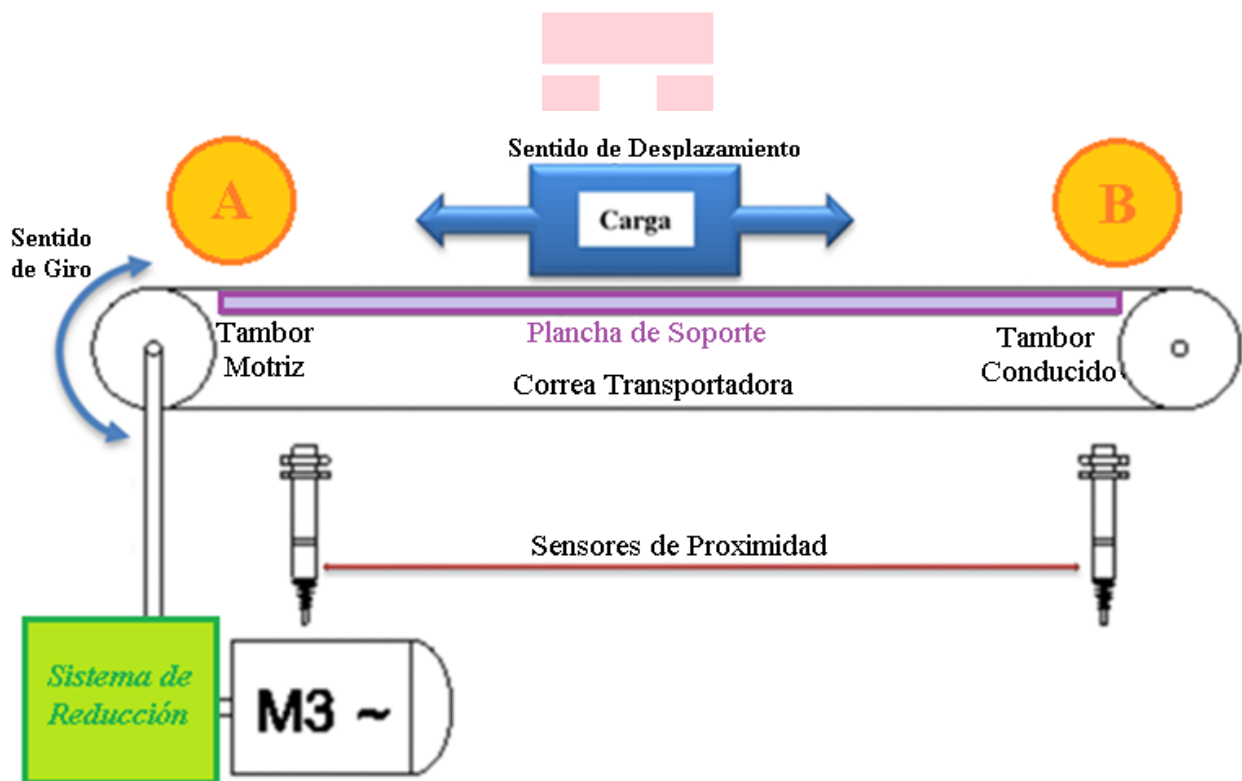 Sentido de Desplazamiento
A
B
Carga
Sentido
de Giro
Tambor
Motriz
Plancha de Soporte
Tambor
Conducido
Correa Transportadora
Sensores de Proximidad
Sistema de
Reducción
M3 ~